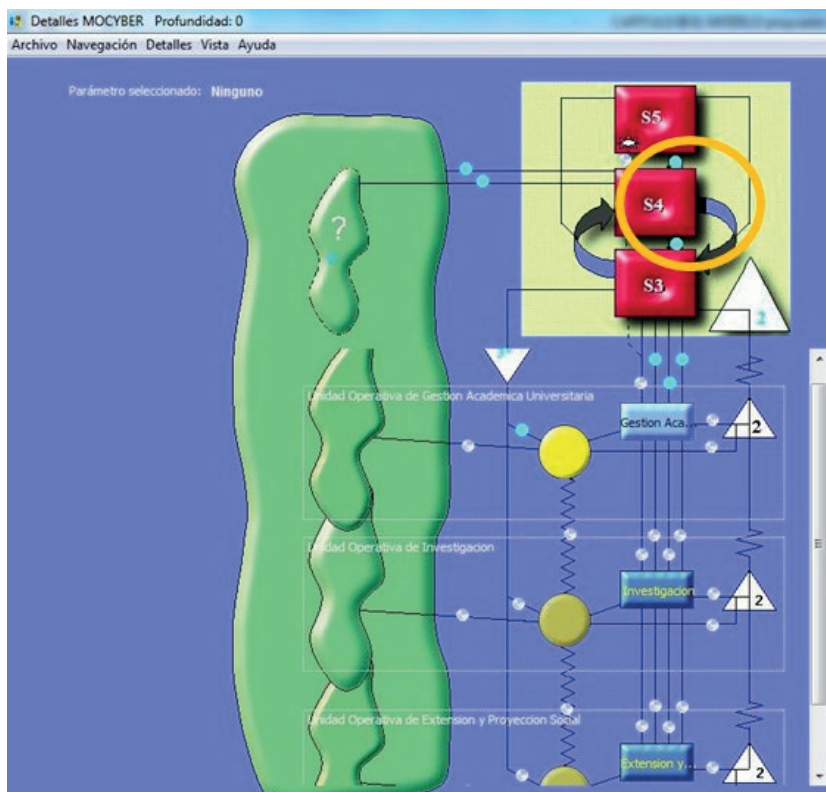 Detalles MOCYBER Profundidad: 0
Archivo Navegación Detalles Vista Ayuda
Parámetro seleccionado: Ninguno
S5
S4
?
S3
2
3*
Unidad Operativa de Gestion Academica Universitaria
Gestion Aca...
2
Unidad Operativa de Investigacion
Investigacion
2
Unidad Operativa de Extension y Proyeccion Social
Extension y...
2